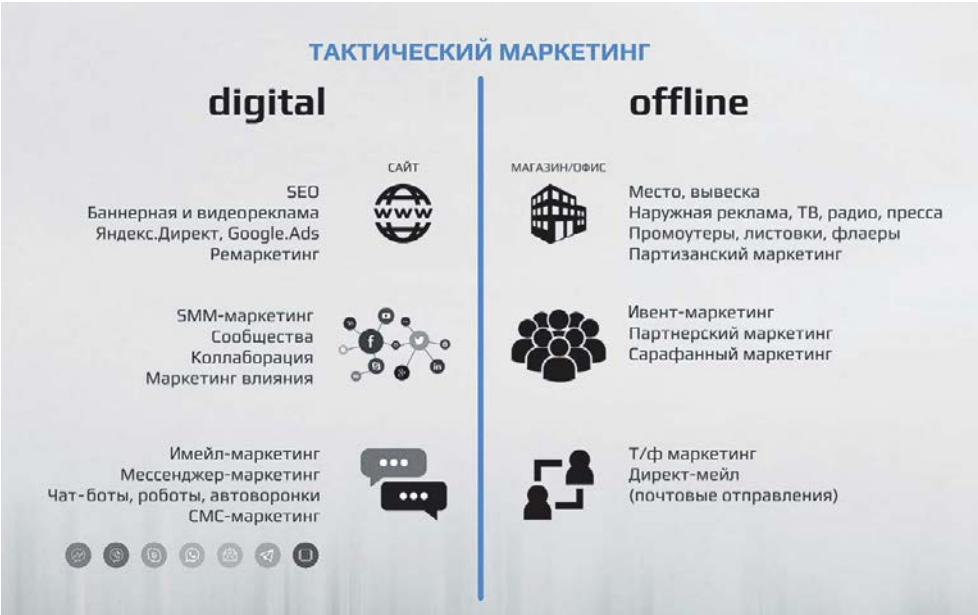 ТАКТИЧЕСКИЙ МАРКЕТИНГ
digital
САЙТ
SEO
Баннерная и видеореклама
Яндекс.Директ, Google.Ads
Ремаркетинг
www
SMM-маркетинг
Сообщества
Коллаборация
Маркетинг влияния
Имейл-маркетинг
Мессенджер-маркетинг
Чат-боты, роботы, автоворонки
СМС-маркетинг
offline
МАГАЗИН/ОФИС
Место, вывеска
Наружная реклама, ТВ, радио, пресса
Промоутеры, листовки, флаеры
Партизанский маркетинг
Ивент-маркетинг
Партнерский маркетинг
Сарафанный маркетинг
Т/ф маркетинг
Директ-мейл
(почтовые отправления)